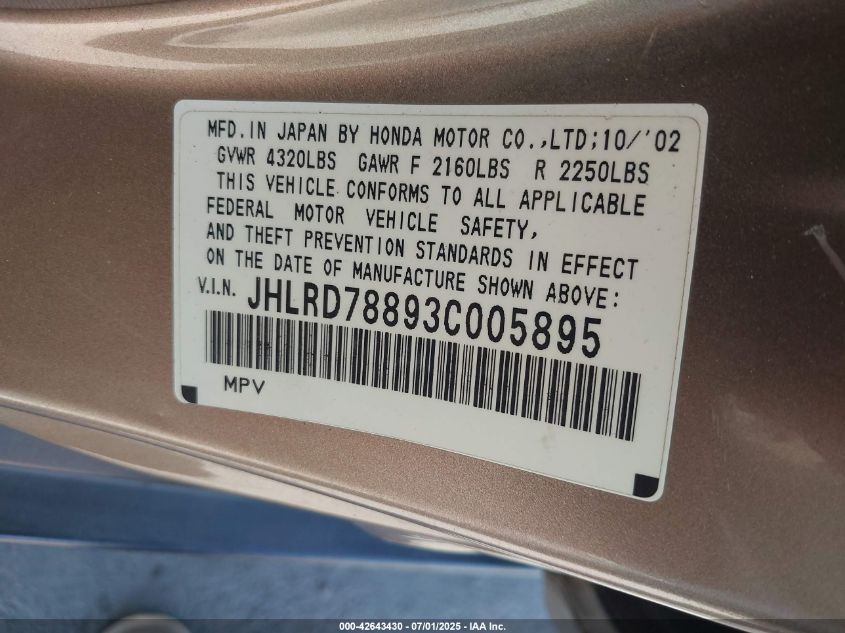 MFD.IN JAPAN BY HONDA MOTOR CO.,LTD;10/'02
GVWR 4320LBS GAWR F 2160LBS R 2250LBS
THIS VEHICLE CONFORMS TO ALL APPLICABLE
FEDERAL MOTOR VEHICLE SAFETY,
AND THEFT PREVENTION STANDARDS IN EFFECT
ON THE DATE OF MANUFACTURE SHOWN ABOVE:
V.I.N. JHLRD78893C005895
MPV
000-42643430 - 07/01/2025 - IAA Inc.